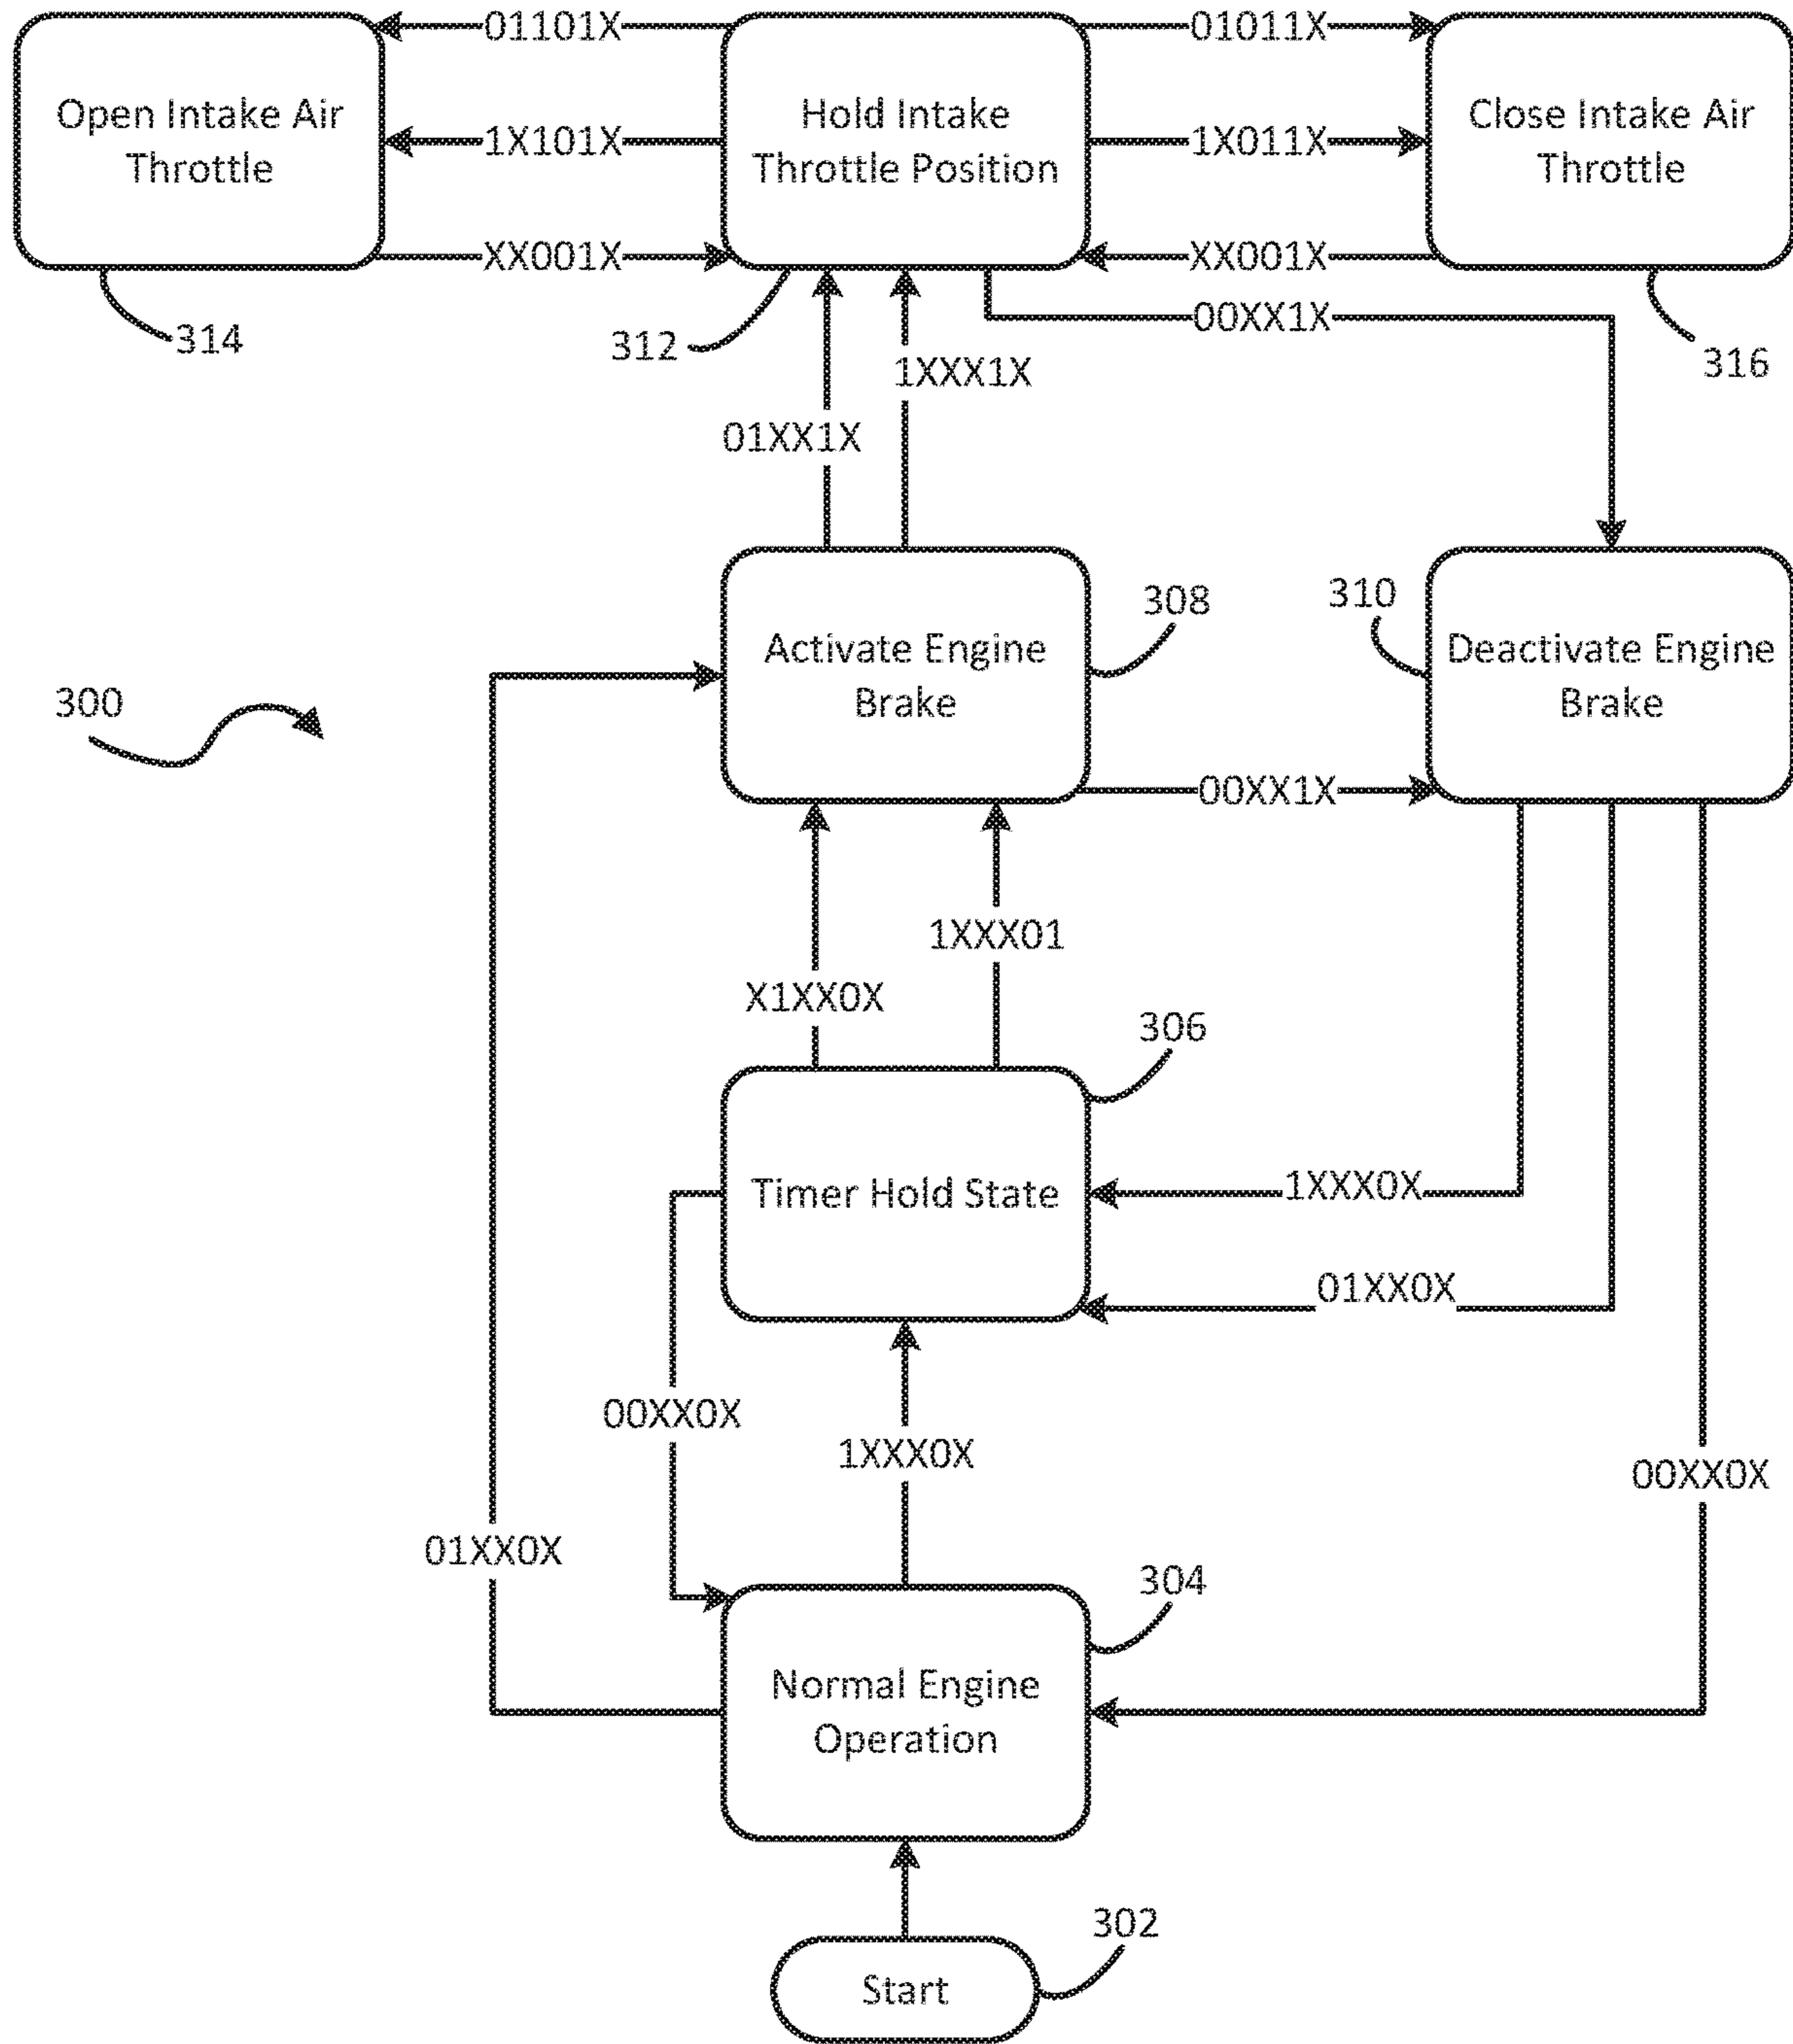 01101X
01011X
Open Intake Air
Throttle
Hold Intake
Throttle Position
Close Intake Air
Throttle
1X101X
1X011X
XX001X
XX001X
314
312
00XX1X
316
1XXX1X
01XX1X
308
310
Activate Engine
Brake
Deactivate Engine
Brake
300
00XX1X
1XXX01
X1XX0X
306
Timer Hold State
1XXX0X
01XX0X
00XX0X
1XXX0X
00XX0X
01XX0X
304
Normal Engine
Operation
302
Start